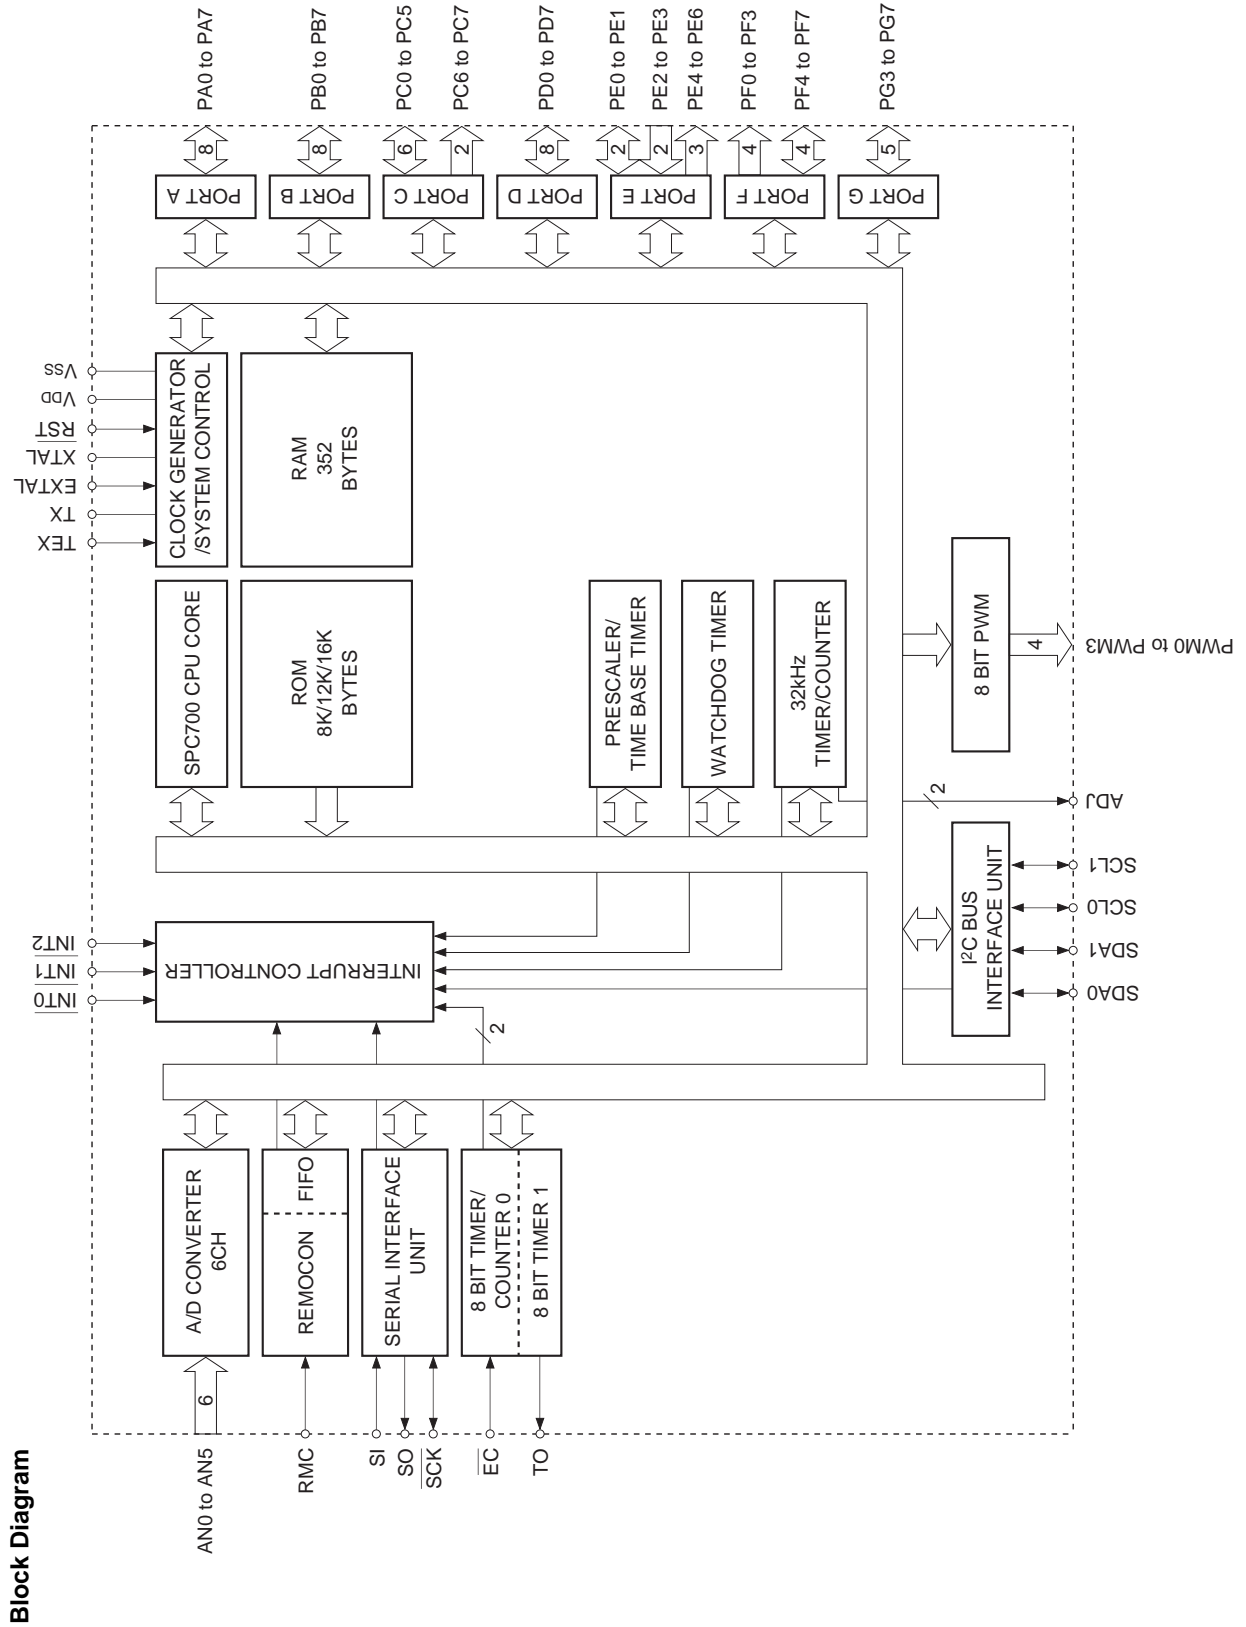 Block Diagram
AN0 to AN5
6
A/D CONVERTER
6CH
RMC
REMOCON
FIFO
SI
SO
SCK
SERIAL INTERFACE
UNIT
EC
TO
8 BIT TIMER/
COUNTER 0
8 BIT TIMER 1
2
INT2
INT1
INT0
INTERRUPT CONTROLLER
SPC700 CPU CORE
ROM
8K/12K/16K
BYTES
TEX
TX
EXTAL
XTAL
RST
VDD
VSS
CLOCK GENERATOR
/SYSTEM CONTROL
RAM
352
BYTES
PRESCALER/
TIME BASE TIMER
WATCHDOG TIMER
32kHz
TIMER/COUNTER
PORT A
8
PA0 to PA7
PORT B
8
PB0 to PB7
PORT C
6
PC0 to PC5
2
PC6 to PC7
PORT D
8
PD0 to PD7
PORT E
2
PE0 to PE1
2
PE2 to PE3
3
PE4 to PE6
PORT F
4
PF0 to PF3
4
PF4 to PF7
PORT G
5
PG3 to PG7
I2C BUS
INTERFACE UNIT
SDA0
SDA1
SCL0
SCL1
2
ADJ
8 BIT PWM
4
PWM0 to PWM3